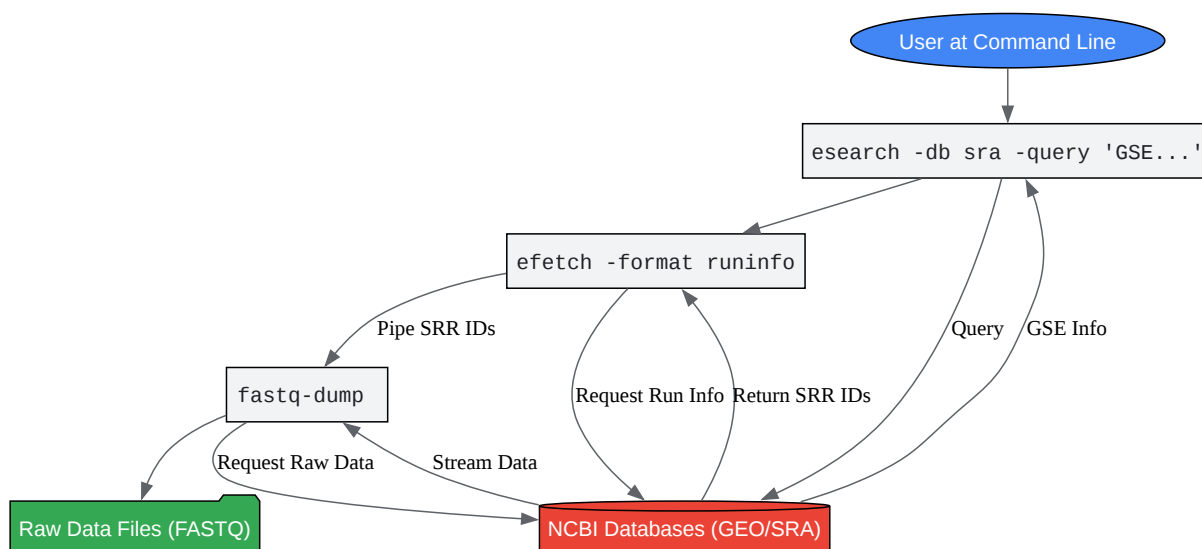 User at Command Line
esearch -db sra -query 'GSE...'
efetch -format runinfo
Pipe SRR IDs
Query
GSE Info
fastq-dump
Request Run Info
Return SRR IDs
Request Raw Data
Stream Data
Raw Data Files (FASTQ)
NCBI Databases (GEO/SRA)